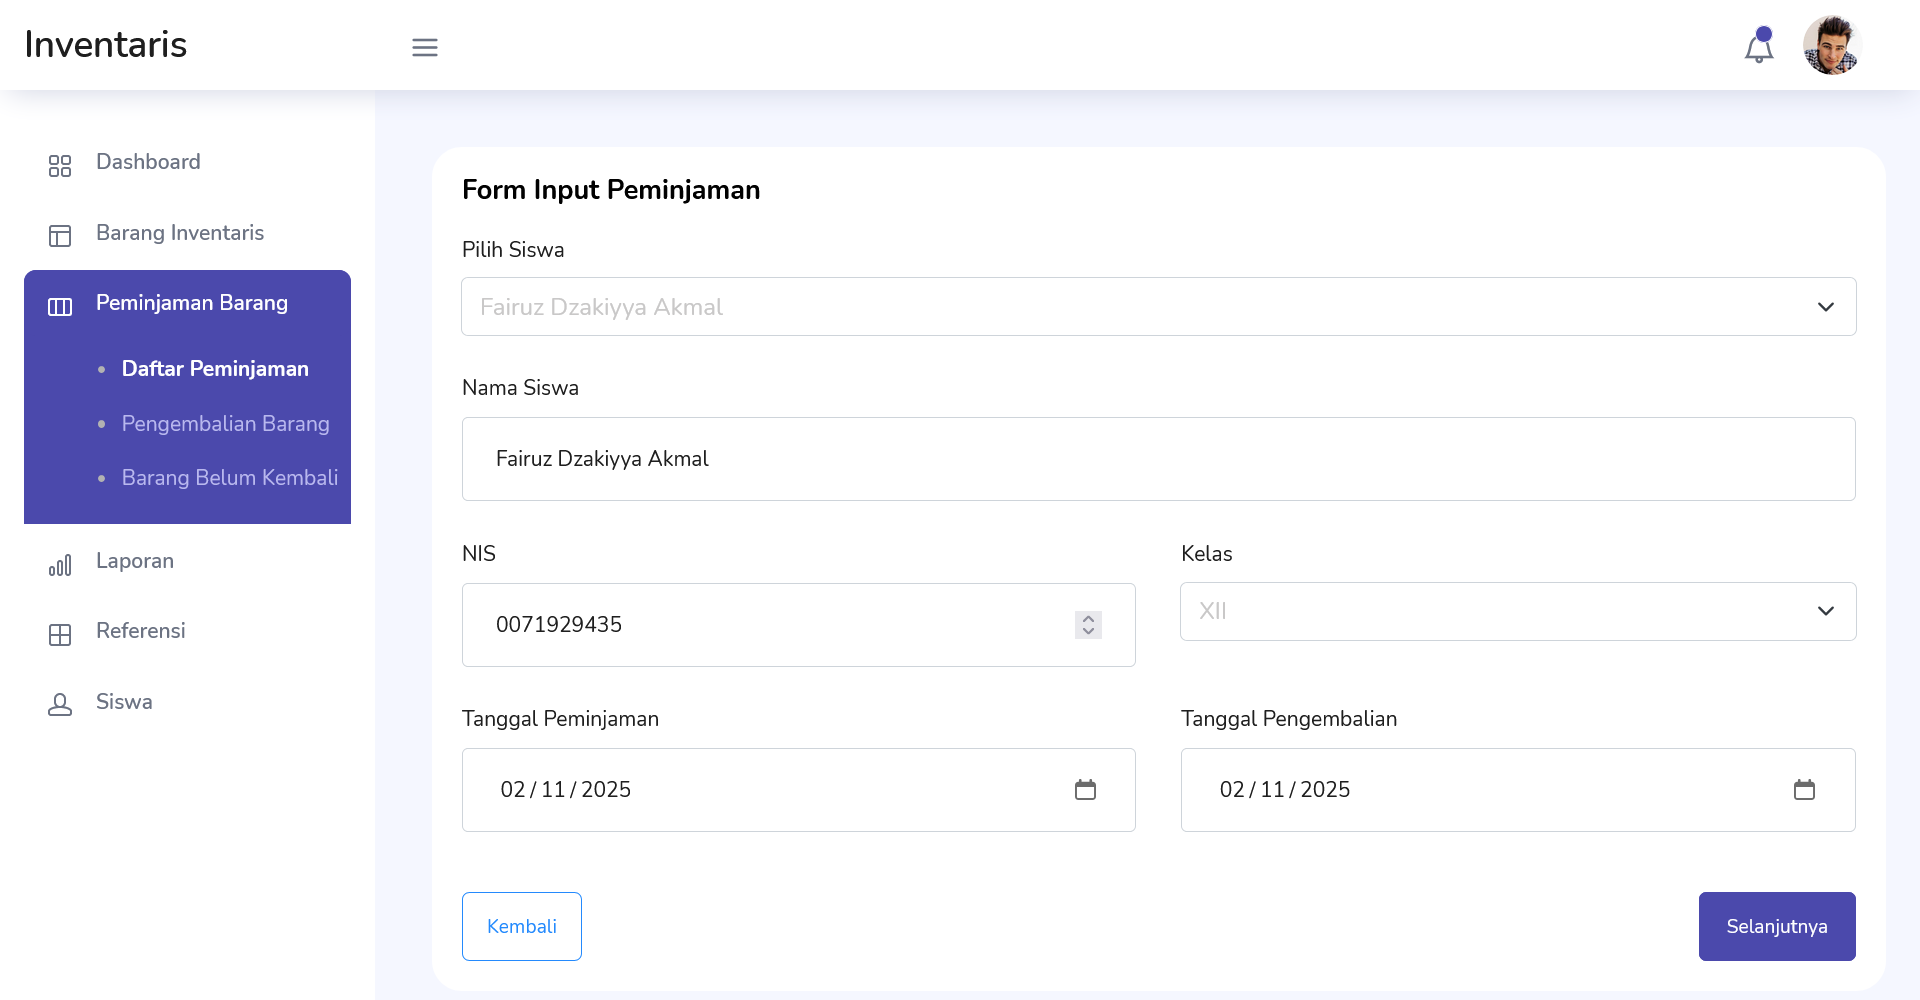 Inventaris
Dashboard
Barang Inventaris
Peminjaman Barang
• Daftar Peminjaman
• Pengembalian Barang
• Barang Belum Kembali
Laporan
Referensi
Siswa
Form Input Peminjaman
Pilih Siswa
Fairuz Dzakiyya Akmal
Nama Siswa
Fairuz Dzakiyya Akmal
NIS
0071929435
Kelas
XII
Tanggal Peminjaman
02/11/2025
Tanggal Pengembalian
02/11/2025
Kembali
Selanjutnya